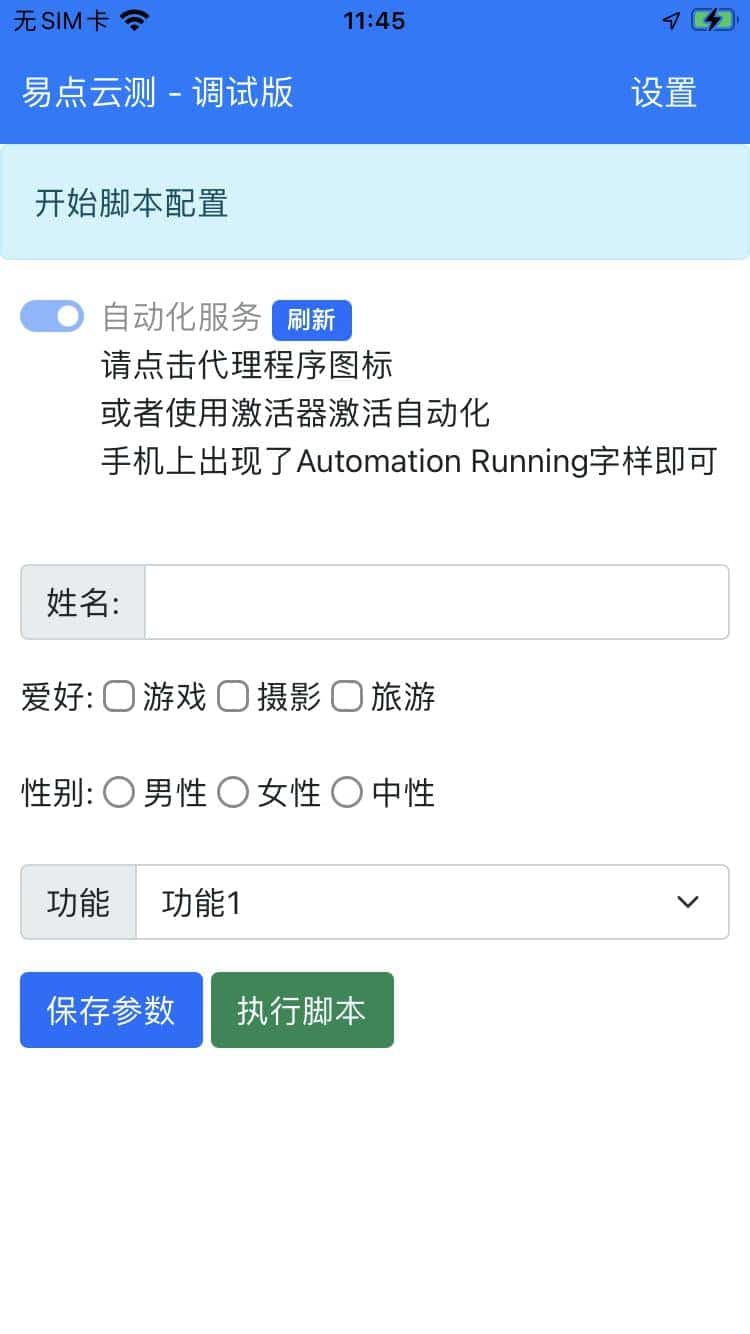 无SIM卡 11:45
易点云测 - 调试版 设置
开始脚本配置
自动化服务 刷新
请点击代理程序图标
或者使用激活器激活自动化
手机上出现了Automation Running字样即可
姓名:
爱好: 游戏 摄影 旅游
性别: 男性 女性 中性
功能 功能1
保存参数 执行脚本